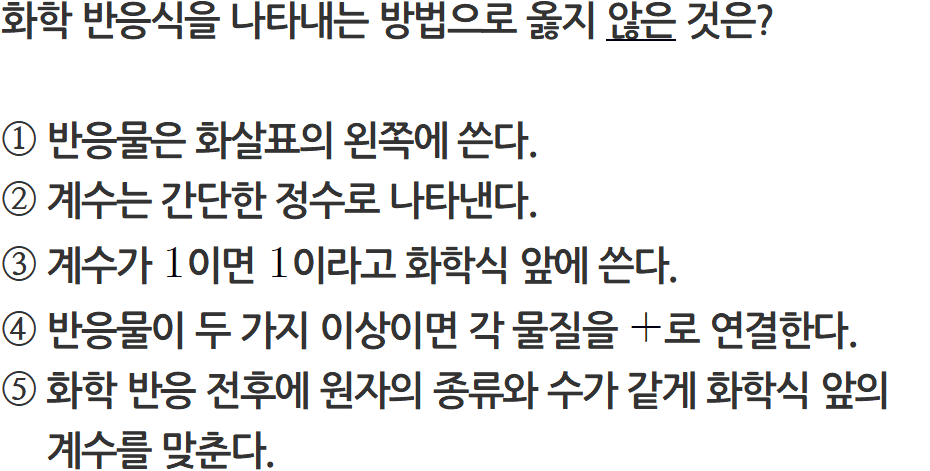 화학 반응식을 나타내는 방법으로 옳지 않은 것은?
① 반응물은 화살표의 왼쪽에 쓴다.
② 계수는 간단한 정수로 나타낸다.
③ 계수가 1이면 1이라고 화학식 앞에 쓴다.
④ 반응물이 두 가지 이상이면 각 물질을 +로 연결한다.
⑤ 화학 반응 전후에 원자의 종류와 수가 같게 화학식 앞의
계수를 맞춘다.